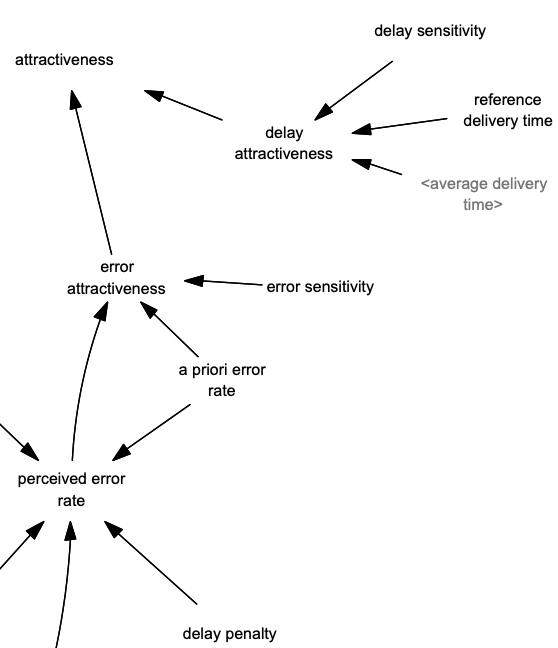 delay sensitivity
attractiveness
reference
delivery time
delay
attractiveness
<average delivery
time>
error
attractiveness
error sensitivity
a priori error
rate
perceived error
rate
delay penalty